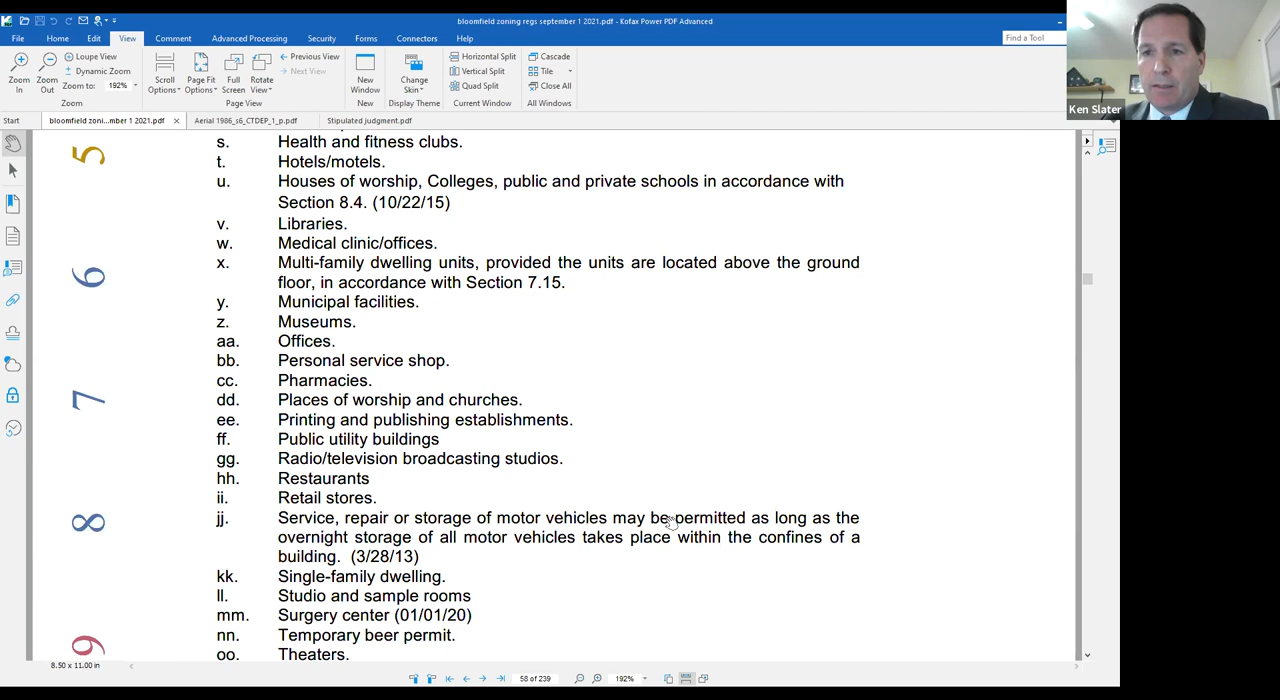 bloomfield zoning regs september 1 2021.pdf - Kofax Power PDF Advanced
File Home Edit View Comment Advanced Processing Security Forms Connectors Help Find a Tool
Zoom In
Zoom Out
Loupe View
Dynamic Zoom
Zoom to: 192%
Zoom
Scroll Options
Page Fit Options
Full Screen
Rotate View
Previous View
Next View
Page View
New Window
New
Change Skin
Display Theme
Horizontal Split
Vertical Split
Quad Split
Current Window
Cascade
Tile
Close All
All Windows
Ken Slater
Start bloomfield zoni...mber 1 2021.pdf Aerial 1986_s6_CTDEP_1_p.pdf Stipulated judgment.pdf
s. Health and fitness clubs.
t. Hotels/motels.
u. Houses of worship, Colleges, public and private schools in accordance with
Section 8.4. (10/22/15)
v. Libraries.
w. Medical clinic/offices.
x. Multi-family dwelling units, provided the units are located above the ground
floor, in accordance with Section 7.15.
y. Municipal facilities.
z. Museums.
aa. Offices.
bb. Personal service shop.
cc. Pharmacies.
dd. Places of worship and churches.
ee. Printing and publishing establishments.
ff. Public utility buildings
gg. Radio/television broadcasting studios.
hh. Restaurants
ii. Retail stores.
jj. Service, repair or storage of motor vehicles may be permitted as long as the
overnight storage of all motor vehicles takes place within the confines of a
building. (3/28/13)
kk. Single-family dwelling.
ll. Studio and sample rooms
mm. Surgery center (01/01/20)
nn. Temporary beer permit.
oo. Theaters.
5
6
7
8
9
8.50 x 11.00 in
58 of 239
192%